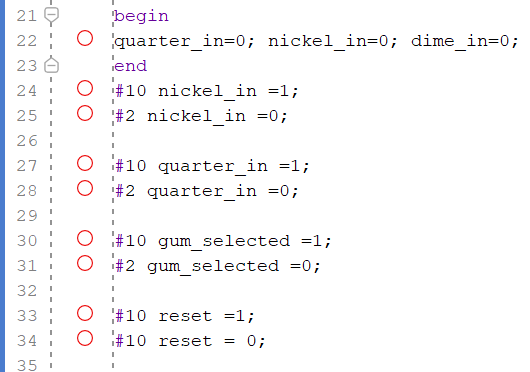 21 begin
22 quarter_in=0; nickel_in=0; dime_in=0;
23 end
24 #10 nickel_in =1;
25 #2 nickel_in =0;
26
27 #10 quarter_in =1;
28 #2 quarter_in =0;
29
30 #10 gum_selected =1;
31 #2 gum_selected =0;
32
33 #10 reset =1;
34 #10 reset = 0;
35